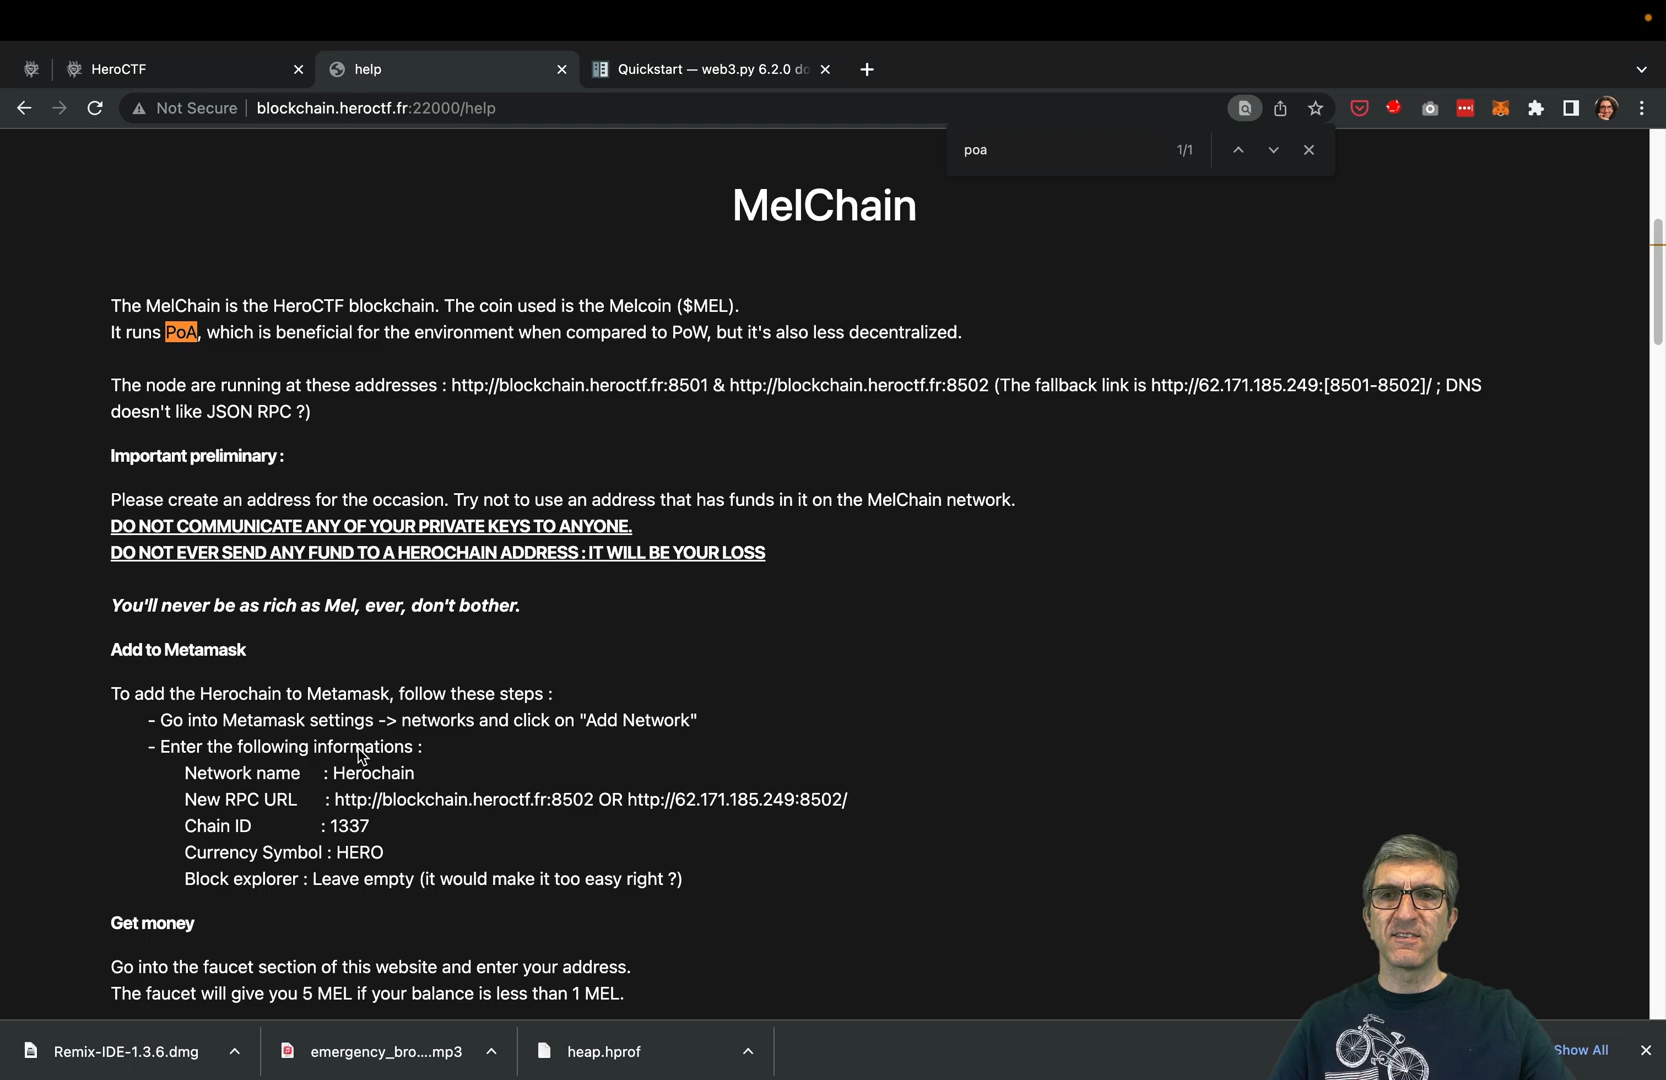 HeroCTF
help
Quickstart — web3.py 6.2.0 do
Not Secure
blockchain.heroctf.fr:22000/help
poa
1/1
MelChain
The MelChain is the HeroCTF blockchain. The coin used is the Melcoin ($MEL).
It runs PoA, which is beneficial for the environment when compared to PoW, but it's also less decentralized.
The node are running at these addresses : http://blockchain.heroctf.fr:8501 & http://blockchain.heroctf.fr:8502 (The fallback link is http://62.171.185.249:[8501-8502]/ ; DNS
doesn't like JSON RPC ?)
Important preliminary :
Please create an address for the occasion. Try not to use an address that has funds in it on the MelChain network.
DO NOT COMMUNICATE ANY OF YOUR PRIVATE KEYS TO ANYONE.
DO NOT EVER SEND ANY FUND TO A HEROCHAIN ADDRESS : IT WILL BE YOUR LOSS
You'll never be as rich as Mel, ever, don't bother.
Add to Metamask
To add the Herochain to Metamask, follow these steps :
- Go into Metamask settings -> networks and click on "Add Network"
- Enter the following informations :
Network name : Herochain
New RPC URL : http://blockchain.heroctf.fr:8502 OR http://62.171.185.249:8502/
Chain ID : 1337
Currency Symbol : HERO
Block explorer : Leave empty (it would make it too easy right ?)
Get money
Go into the faucet section of this website and enter your address.
The faucet will give you 5 MEL if your balance is less than 1 MEL.
Remix-IDE-1.3.6.dmg
emergency_bro....mp3
heap.hprof
Show All